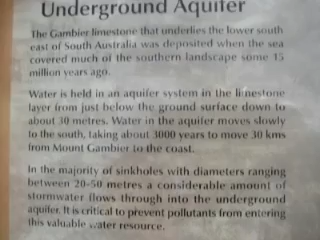 Underground Aquifer
The Gambier limestone that underlies the lower south
east of South Australia was deposited when the sea
covered much of the southern landscape some 15
million years ago.
Water is held in an aquifer system in the limestone
layer from just below the ground surface down to
about 30 metres. Water in the aquifer moves slowly
to the south, taking about 3000 years to move 30 kms
from Mount Gambier to the coast.
In the majority of sinkholes with diameters ranging
between 20-50 metres a considerable amount of
stormwater flows through into the underground
aquifer. It is critical to prevent pollutants from entering
this valuable water resource.